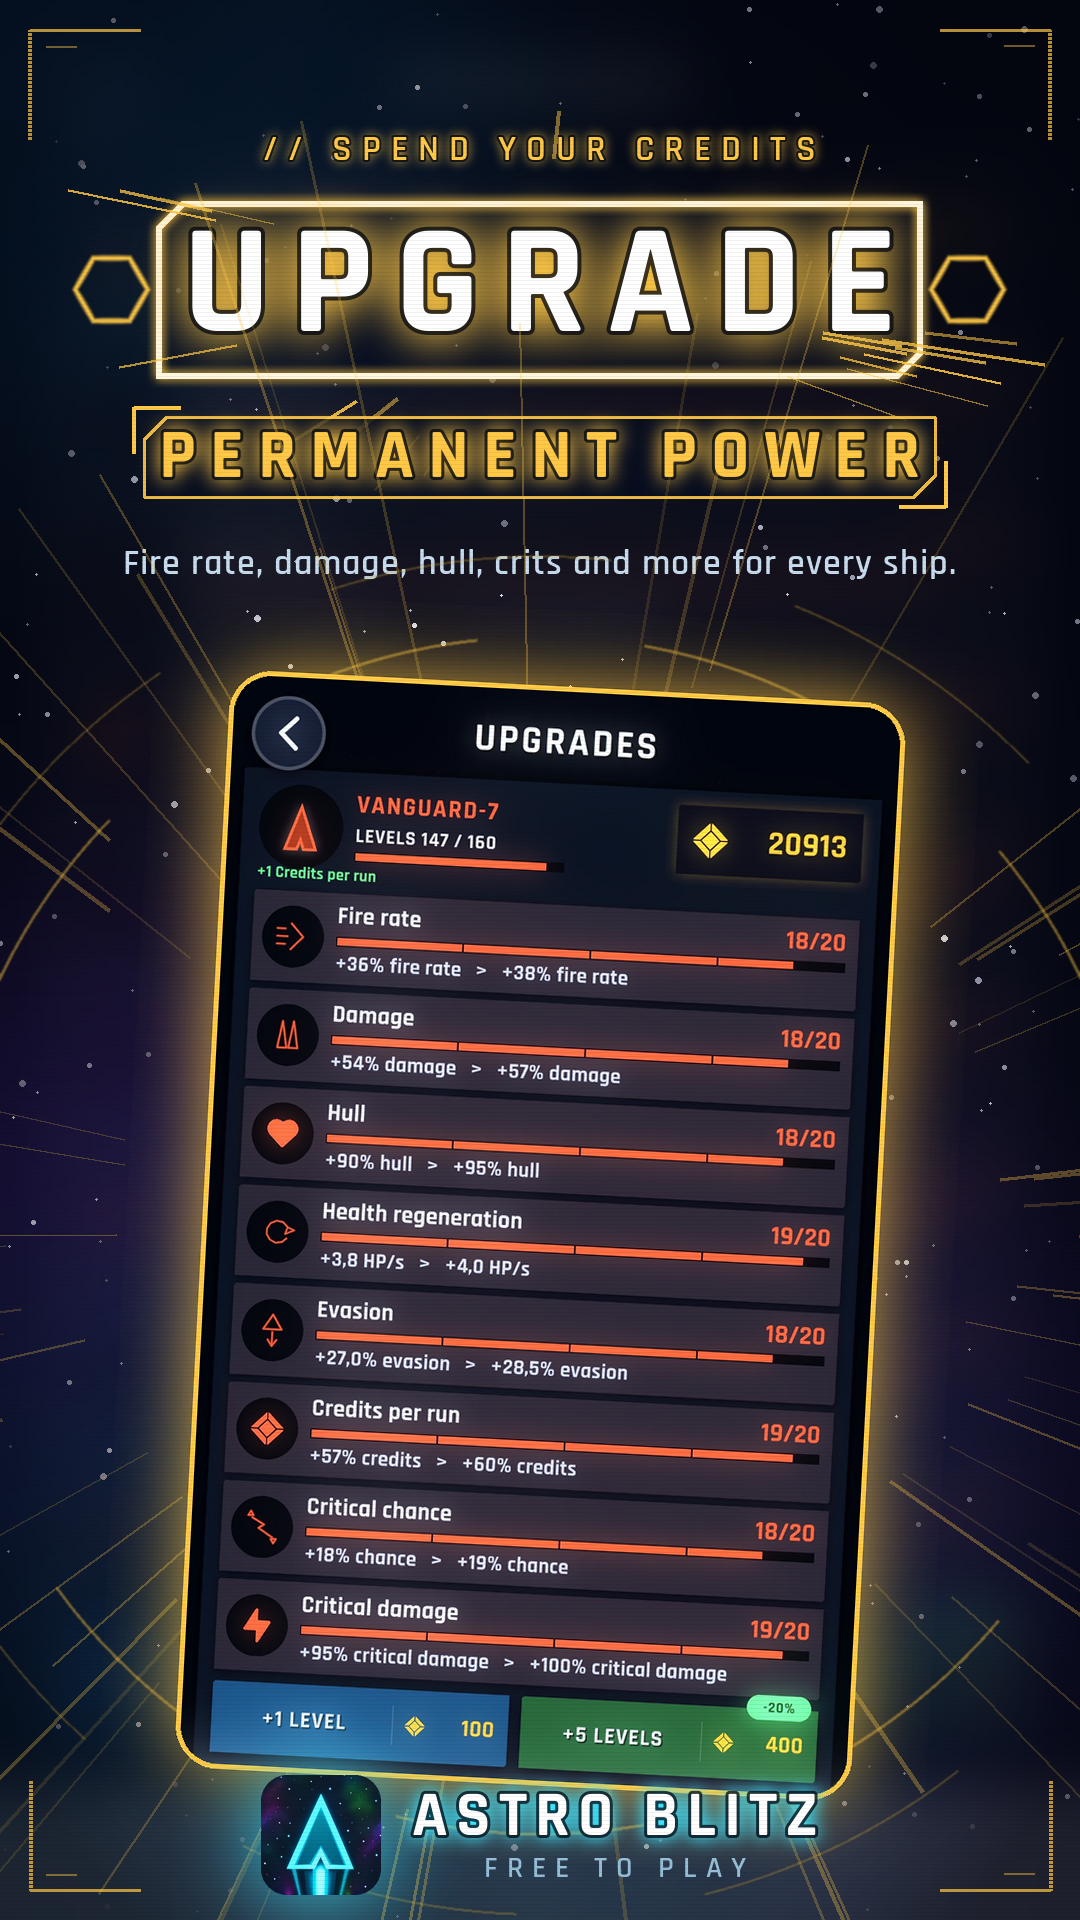 // SPEND YOUR CREDITS
UPGRADE
PERMANENT POWER
Fire rate, damage, hull, crits and more for every ship.
UPGRADES
VANGUARD-7
LEVELS 147 / 160
20913
+1 Credits per run
Fire rate
18/20
+36% fire rate > +38% fire rate
Damage
18/20
+54% damage > +57% damage
Hull
18/20
+90% hull > +95% hull
Health regeneration
19/20
+3,8 HP/s > +4,0 HP/s
Evasion
18/20
+27,0% evasion > +28,5% evasion
Credits per run
19/20
+57% credits > +60% credits
Critical chance
18/20
+18% chance > +19% chance
Critical damage
19/20
+95% critical damage > +100% critical damage
-20%
+1 LEVEL 100
+5 LEVELS 400
ASTRO BLITZ
FREE TO PLAY